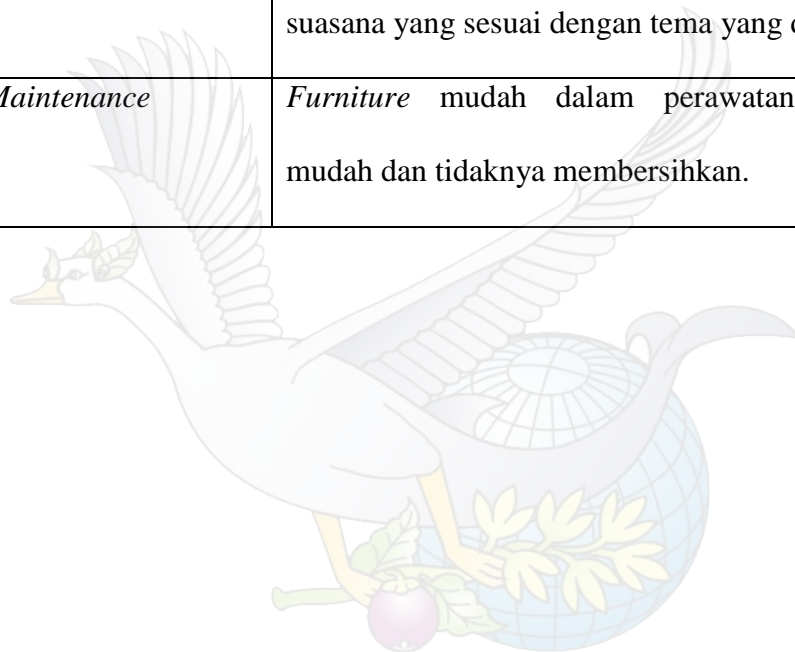 suasana yang sesuai dengan tema yang
Maintenance
Furniture mudah dalam perawatan
mudah dan tidaknya membersihkan.